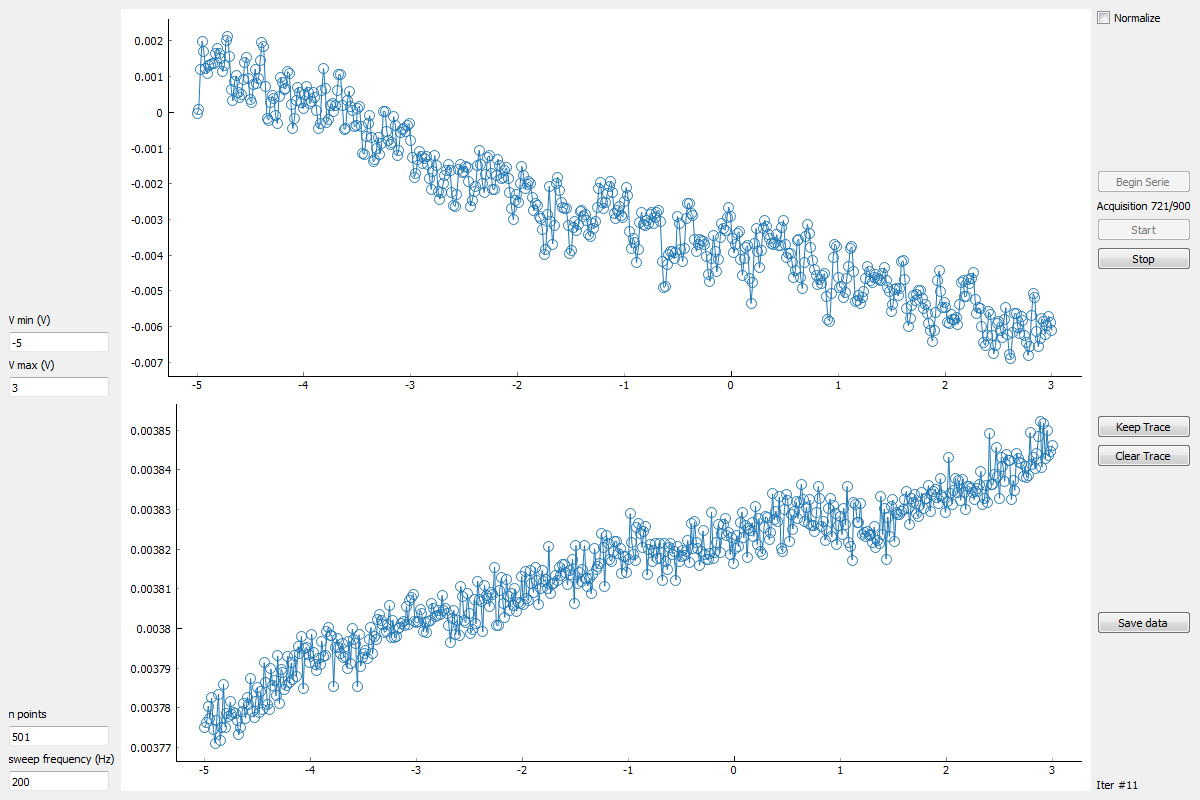 Normalize
0.002
0.001
0
-0.001
-0.002
-0.003
-0.004
-0.005
-0.006
-0.007
-5 -4 -3 -2 -1 0 1 2 3
Begin Serie
Acquisition 721/900
Start
Stop
V min (V)
-5
V max (V)
3
0.00385
0.00384
0.00383
0.00382
0.00381
0.0038
0.00379
0.00378
0.00377
-5 -4 -3 -2 -1 0 1 2 3
Keep Trace
Clear Trace
Save data
n points
501
sweep frequency (Hz)
200
Iter #11